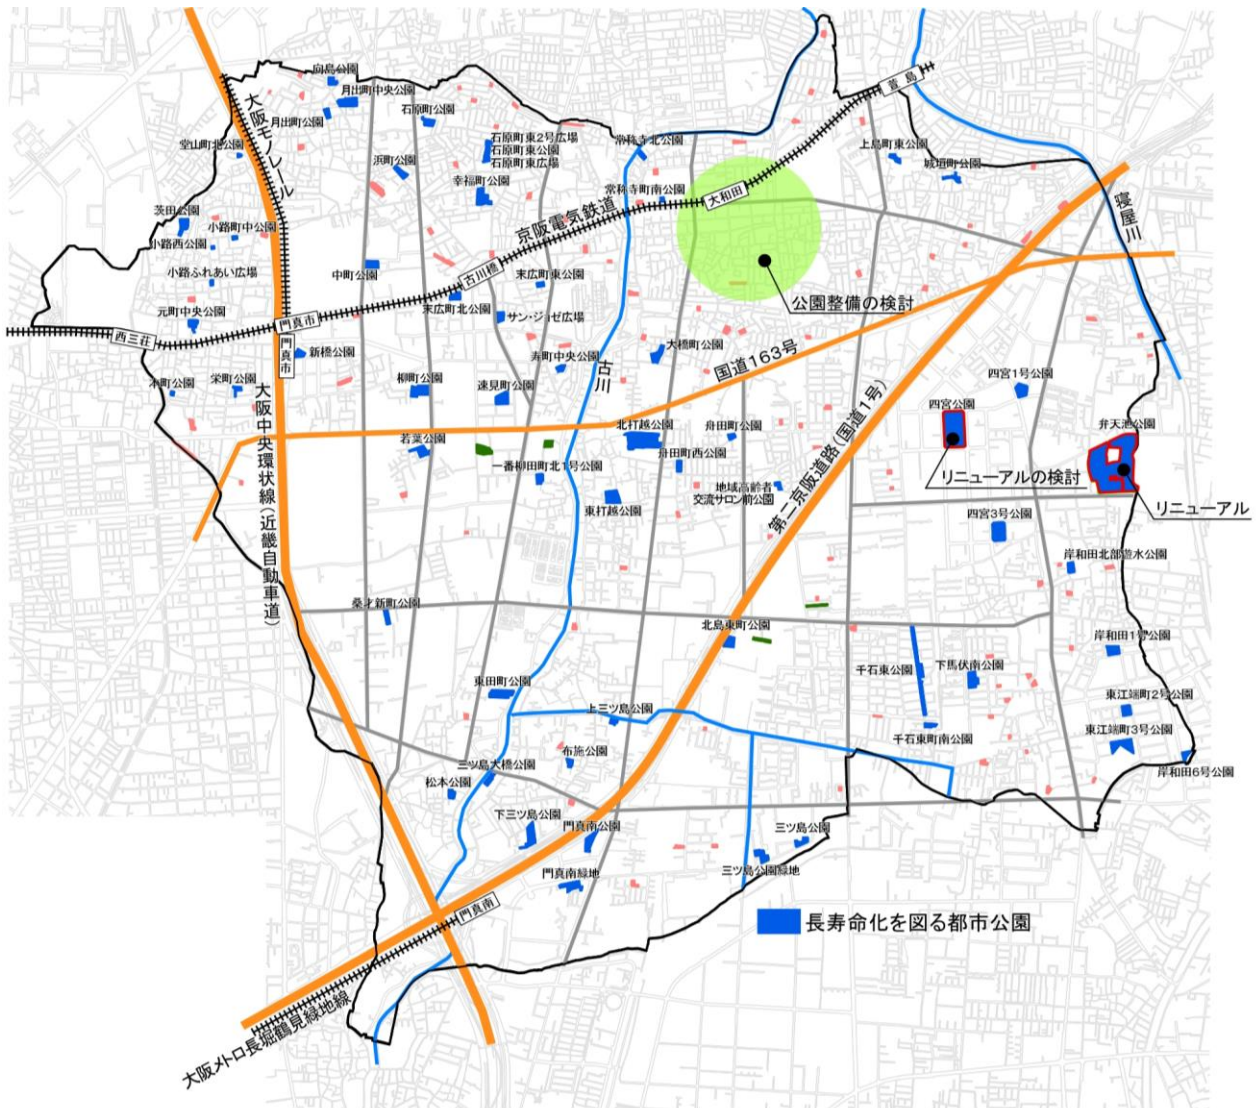 向島公園
月出町中央公園
月出町公園
石原町公園
大阪モノレール
堂山町北公園
浜町公園
石原町東2号広場
石原町東公園
石原町東広場
幸福町公園
常称寺北公園
常称寺町南公園
萱島
上島町東公園
城垣町公園
大和田
寝屋川
京阪電気鉄道
茨田公園
小路町中公園
小路西公園
小路ふれあい広場
元町中央公園
中町公園
古川橋
末広町東公園
末広町北公園
サン・ジョゼ広場
公園整備の検討
西三荘
門真市
門真市
新橋公園
本町公園
栄町公園
柳町公園
速見町公園
寿町中央公園
古川
大橋町公園
国道163号
四宮1号公園
四宮公園
弁天池公園
大阪中央環状線(近畿自動車道)
若葉公園
北打越公園
舟田町公園
舟田町西公園
一番柳田町北1号公園
東打越公園
地域高齢者
交流サロン前公園
第二京阪道路(国道1号)
リニューアルの検討
リニューアル
四宮3号公園
岸和田北部遊水公園
桑才新町公園
北島東町公園
岸和田1号公園
千石東公園
下馬伏南公園
東江端町2号公園
東江端町3号公園
千石東町南公園
岸和田6号公園
東田町公園
上三ツ島公園
布施公園
三ツ島大橋公園
松本公園
下三ツ島公園
門真南公園
門真南緑地
三ツ島公園
三ツ島公園緑地
門真南
長寿命化を図る都市公園
大阪メトロ長堀鶴見緑地線